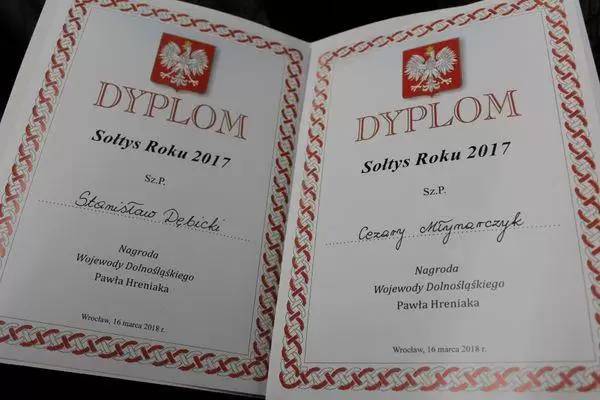 DYPLOM
Sołtys Roku 2017
Sz.P.
Stanisław Dębicki
Nagroda
Wojewody Dolnośląskiego
Pawła Hreniaka
Wrocław, 16 marca 2018 r.
DYPLOM
Sołtys Roku 2017
Sz.P.
Cezary Młynarczyk
Nagroda
Wojewody Dolnośląskiego
Pawła Hreniaka
Wrocław, 16 marca 2018 r.